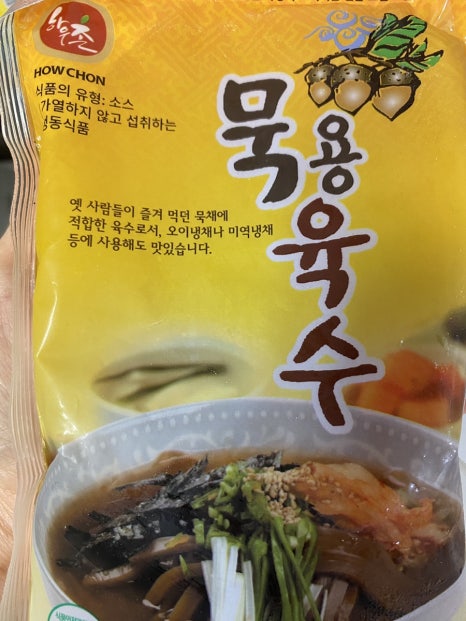 하우촌
HOW CHON
식품의 유형: 소스
가열하지 않고 섭취하는
냉동식품
묵용육수
옛 사람들이 즐겨 먹던 묵채에
적합한 육수로서, 오이냉채나 미역냉채
등에 사용해도 맛있습니다.